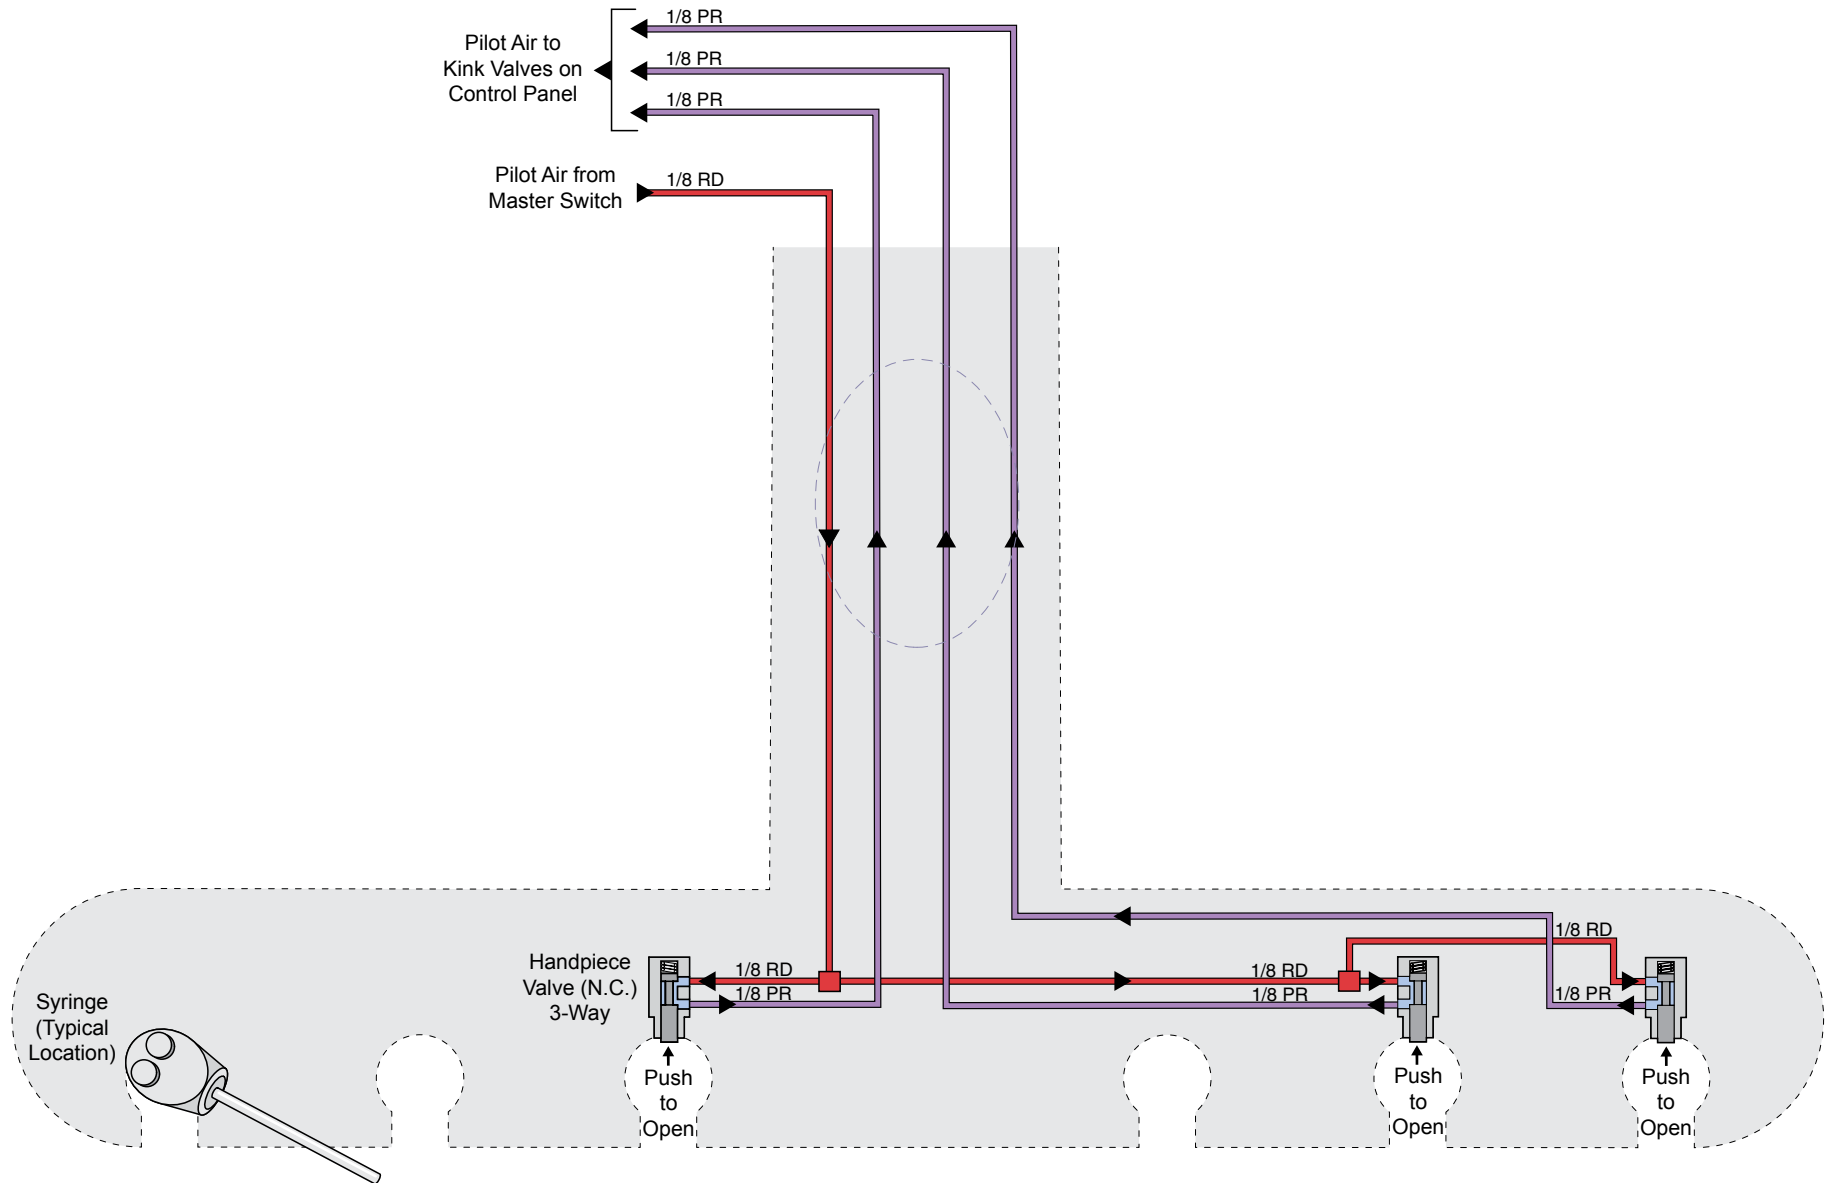 1/8 PR
Pilot Air to
Kink Valves on
Control Panel
1/8 PR
1/8 PR
Pilot Air from
Master Switch
1/8 RD
1/8 RD
Handpiece
Valve (N.C.)
3-Way
1/8 RD
1/8 PR
1/8 RD
1/8 PR
1/8 PR
Syringe
(Typical
Location)
Push
to
Open
Push
to
Open
Push
to
Open